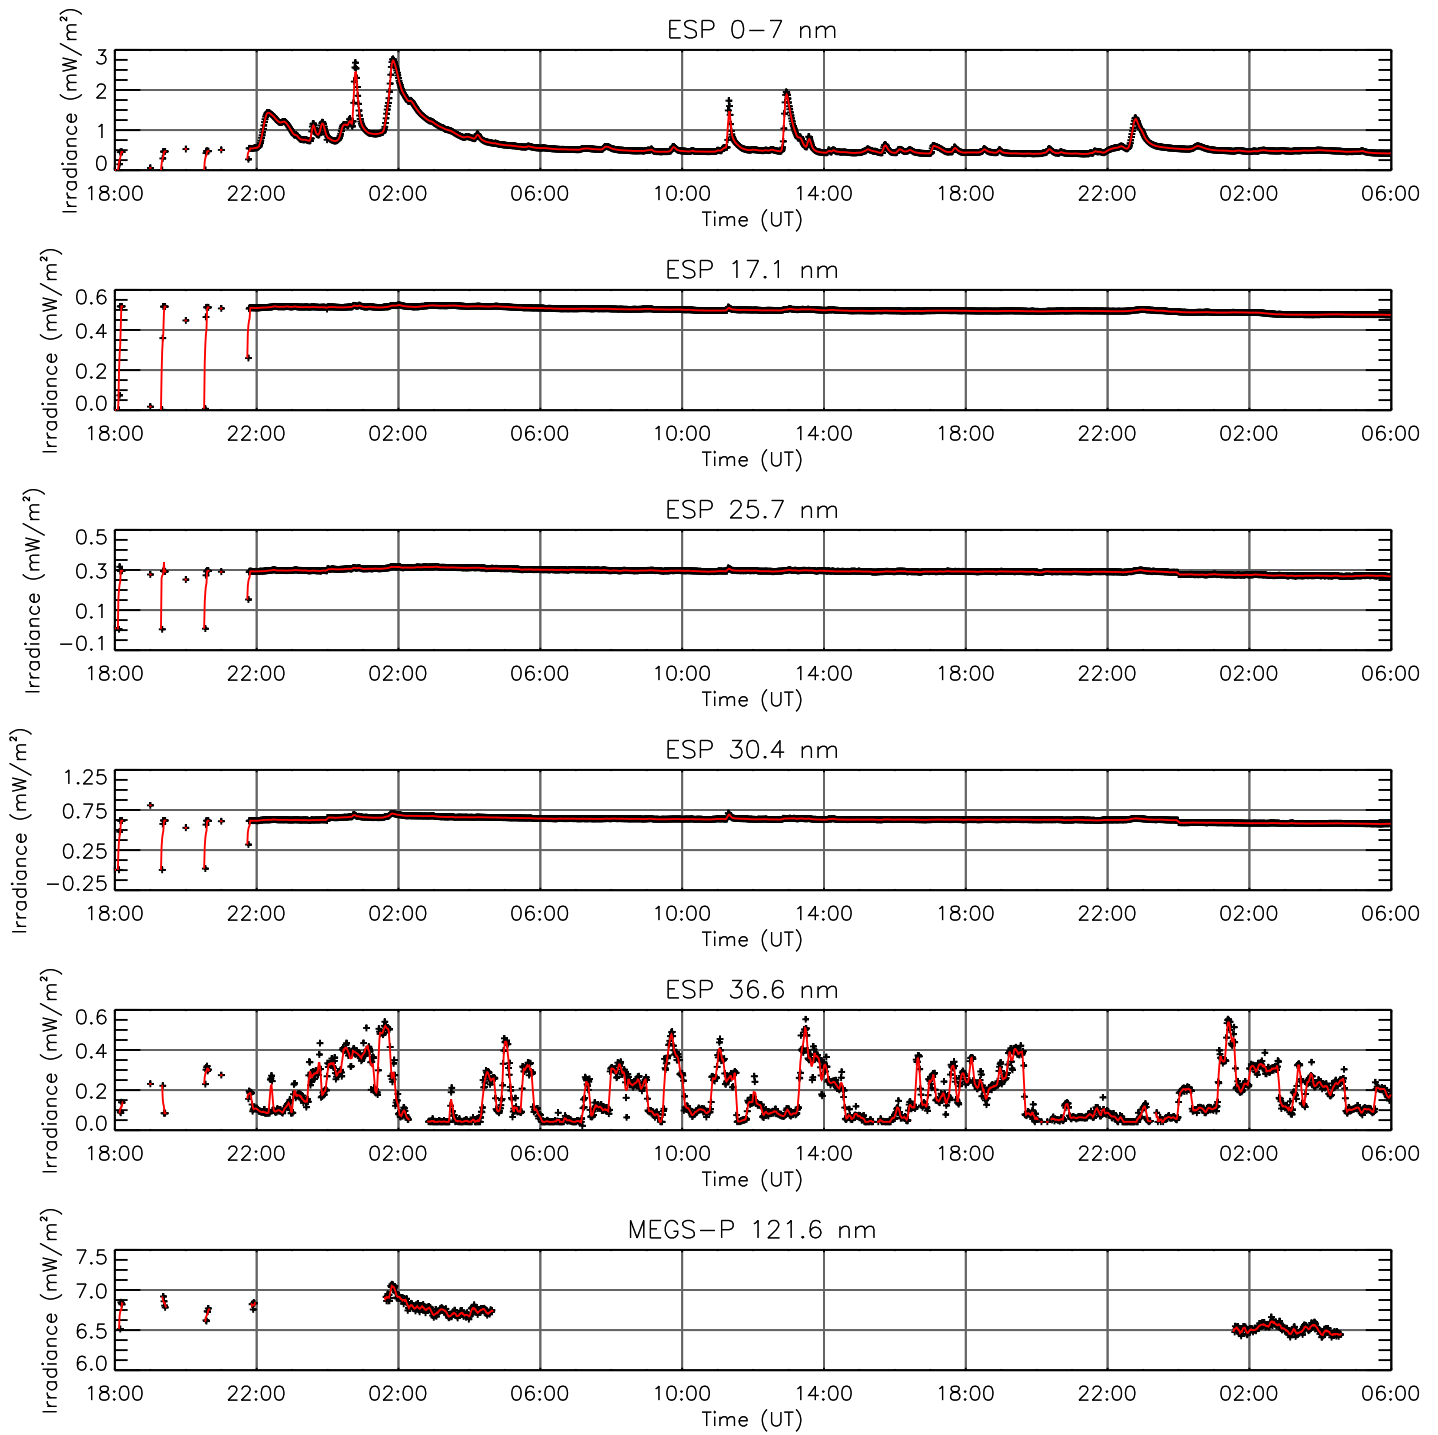 ESP 0-7 nm
Irradiance (mW/m²)
3
2
1
0
18:00 22:00 02:00 06:00 10:00 14:00 18:00 22:00 02:00 06:00
Time (UT)
ESP 17.1 nm
Irradiance (mW/m²)
0.6
0.4
0.2
0.0
18:00 22:00 02:00 06:00 10:00 14:00 18:00 22:00 02:00 06:00
Time (UT)
ESP 25.7 nm
Irradiance (mW/m²)
0.5
0.3
0.1
-0.1
18:00 22:00 02:00 06:00 10:00 14:00 18:00 22:00 02:00 06:00
Time (UT)
ESP 30.4 nm
Irradiance (mW/m²)
1.25
0.75
0.25
-0.25
18:00 22:00 02:00 06:00 10:00 14:00 18:00 22:00 02:00 06:00
Time (UT)
ESP 36.6 nm
Irradiance (mW/m²)
0.6
0.4
0.2
0.0
18:00 22:00 02:00 06:00 10:00 14:00 18:00 22:00 02:00 06:00
Time (UT)
MEGS-P 121.6 nm
Irradiance (mW/m²)
7.5
7.0
6.5
6.0
18:00 22:00 02:00 06:00 10:00 14:00 18:00 22:00 02:00 06:00
Time (UT)